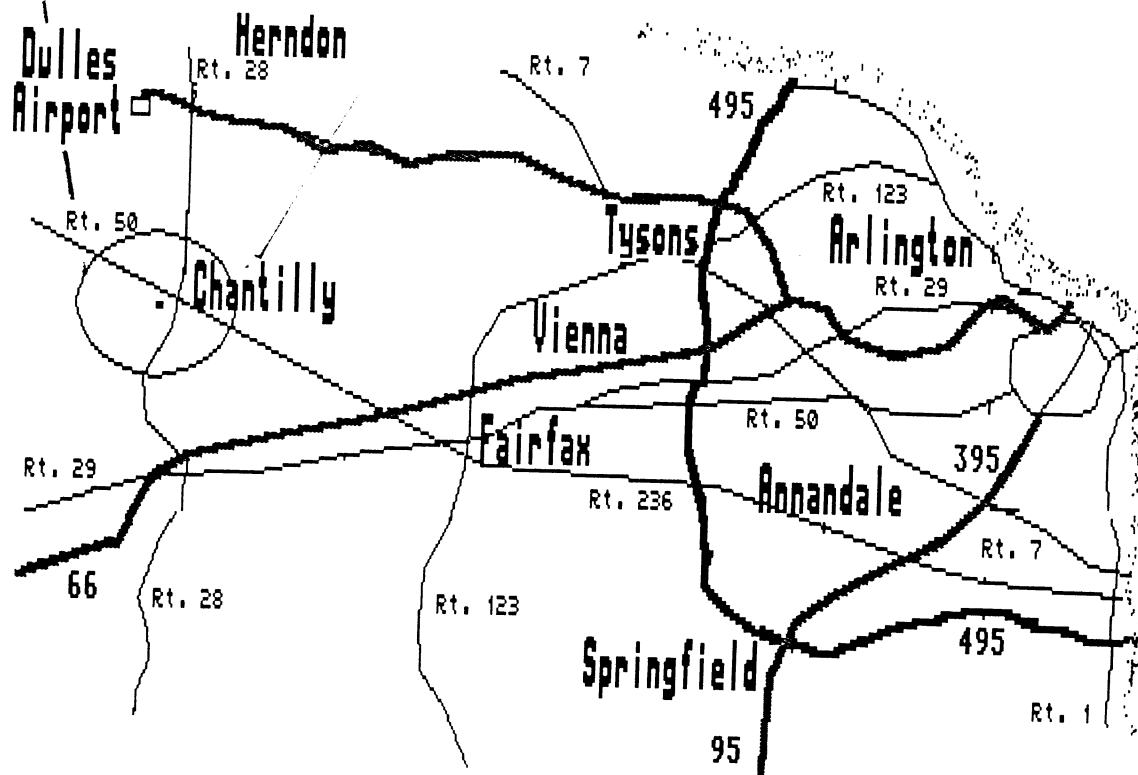 Herndon
Dulles
Airport
Rt. 28
Rt. 7
495
Rt. 123
Rt. 50
Tysons
Arlington
Chantilly
Rt. 29
Vienna
Rt. 50
Fairfax
Rt. 29
395
Rt. 236
Annandale
Rt. 7
66
Rt. 28
Rt. 123
495
Springfield
Rt. 1
95